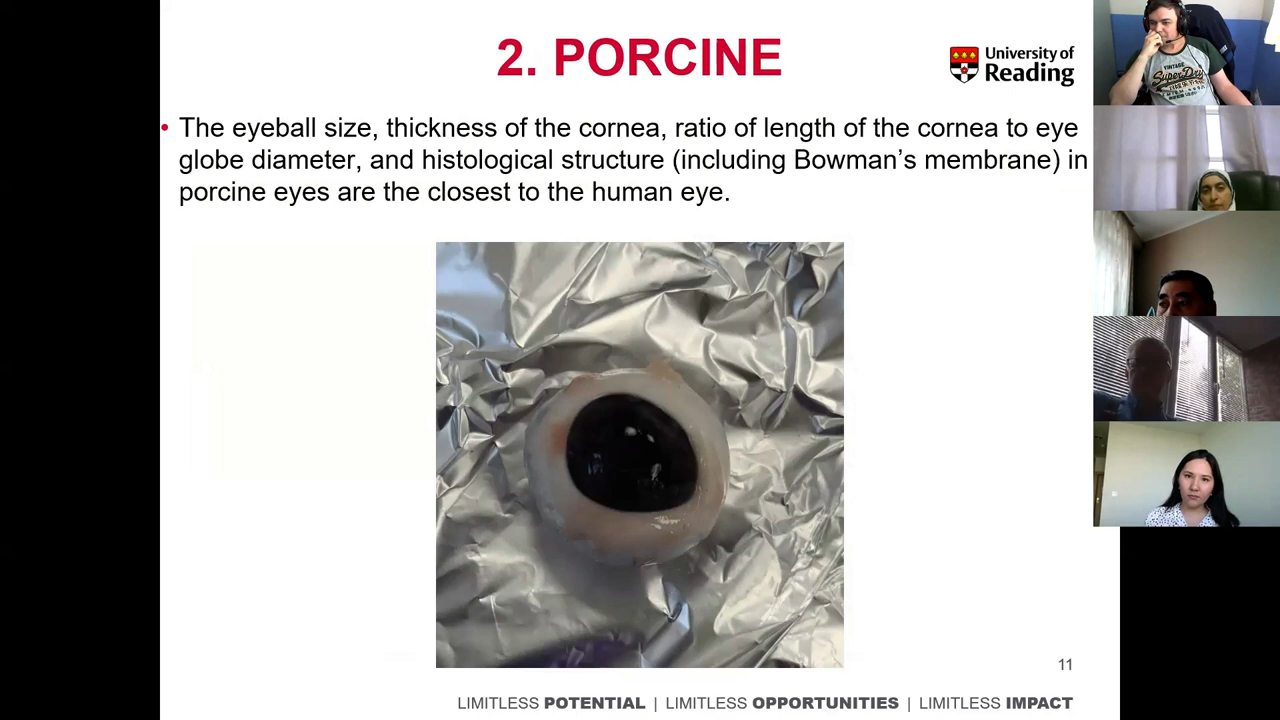 2. PORCINE
University of
Reading
• The eyeball size, thickness of the cornea, ratio of length of the cornea to eye
globe diameter, and histological structure (including Bowman’s membrane) in
porcine eyes are the closest to the human eye.
11
LIMITLESS POTENTIAL | LIMITLESS OPPORTUNITIES | LIMITLESS IMPACT
VINTAGE
SuperDry